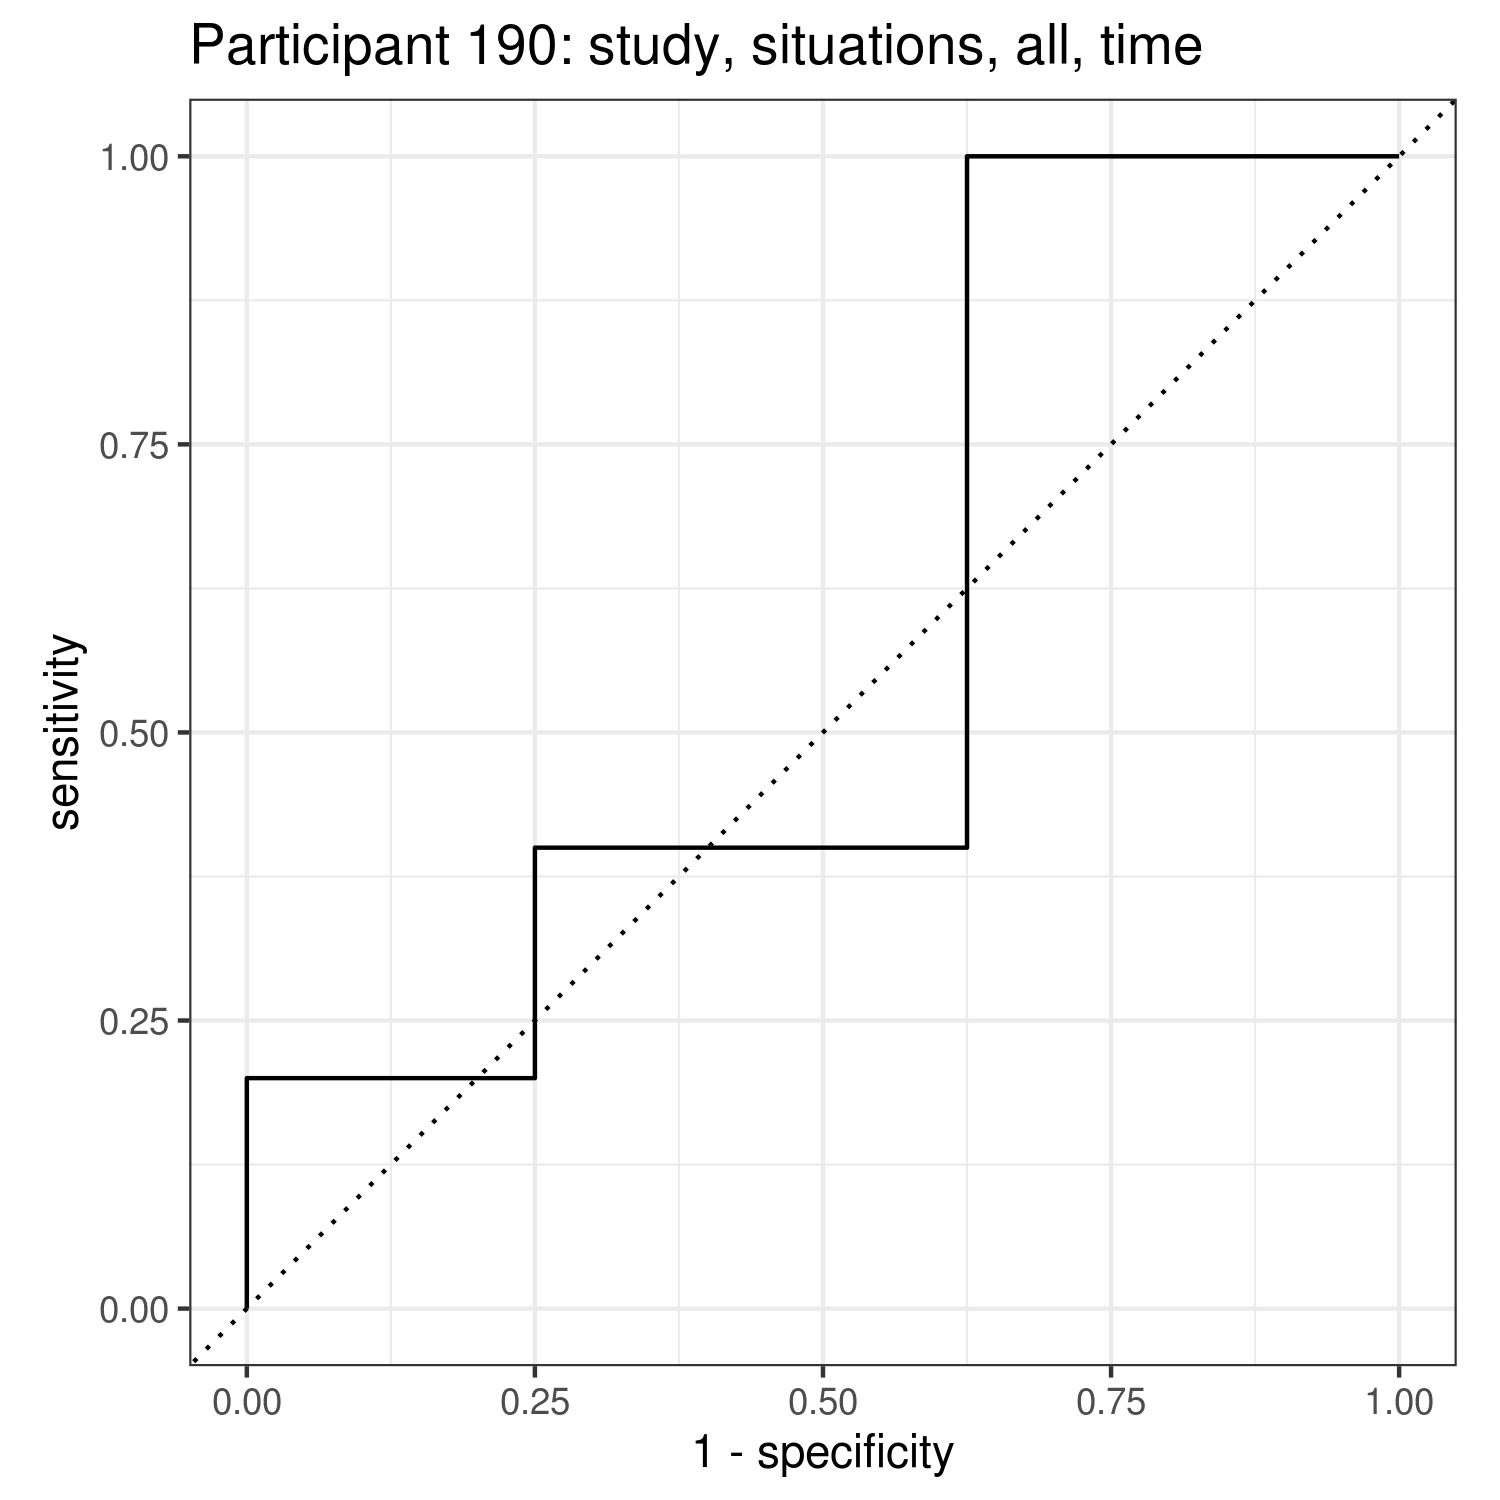 Participant 190: study, situations, all, time
1.00
0.75
0.50
0.25
0.00
sensitivity
0.00 0.25 0.50 0.75 1.00
1 - specificity